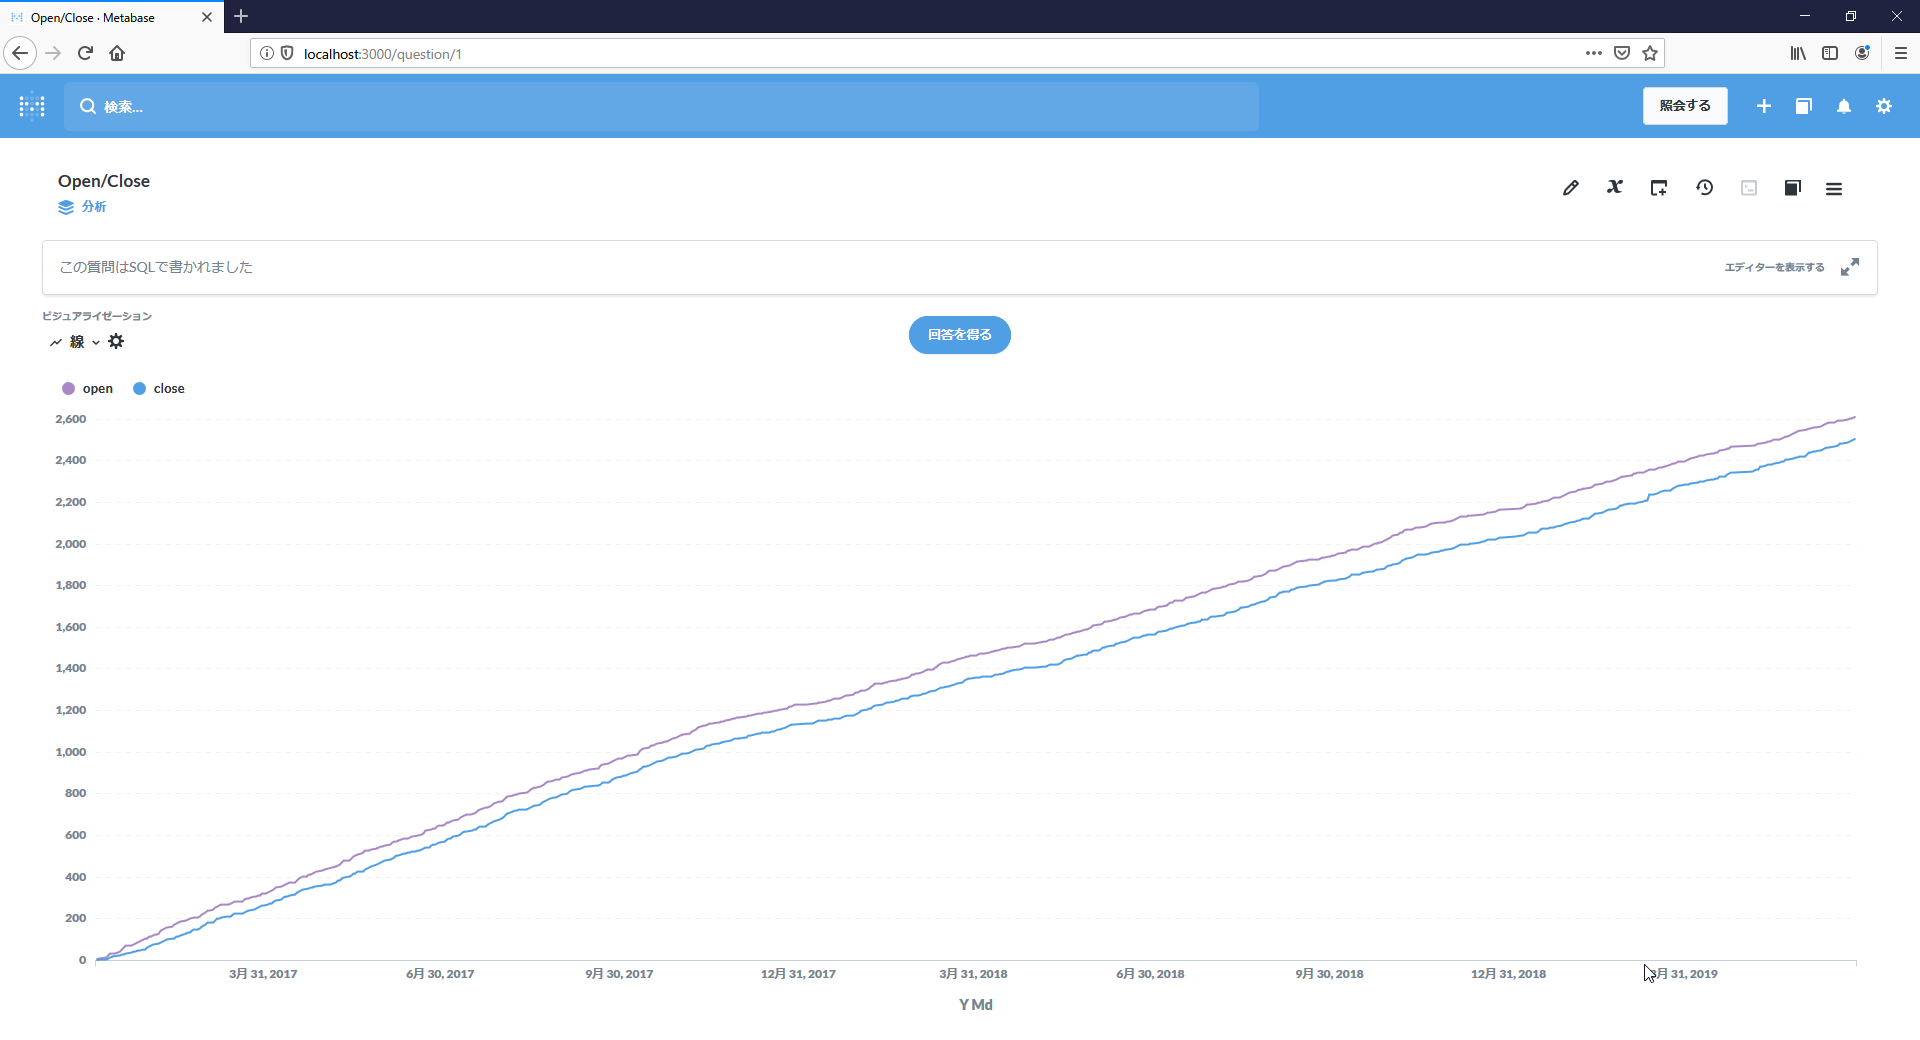 Open/Close · Metabase
localhost:3000/question/1
検索...
照会する
Open/Close
分析
この質問はSQLで書かれました
エディターを表示する
ビジュアライゼーション
線
回答を得る
open close
2,600
2,400
2,200
2,000
1,800
1,600
1,400
1,200
1,000
800
600
400
200
0
3月 31, 2017 6月 30, 2017 9月 30, 2017 12月 31, 2017 3月 31, 2018 6月 30, 2018 9月 30, 2018 12月 31, 2018 月 31, 2019
Y Md